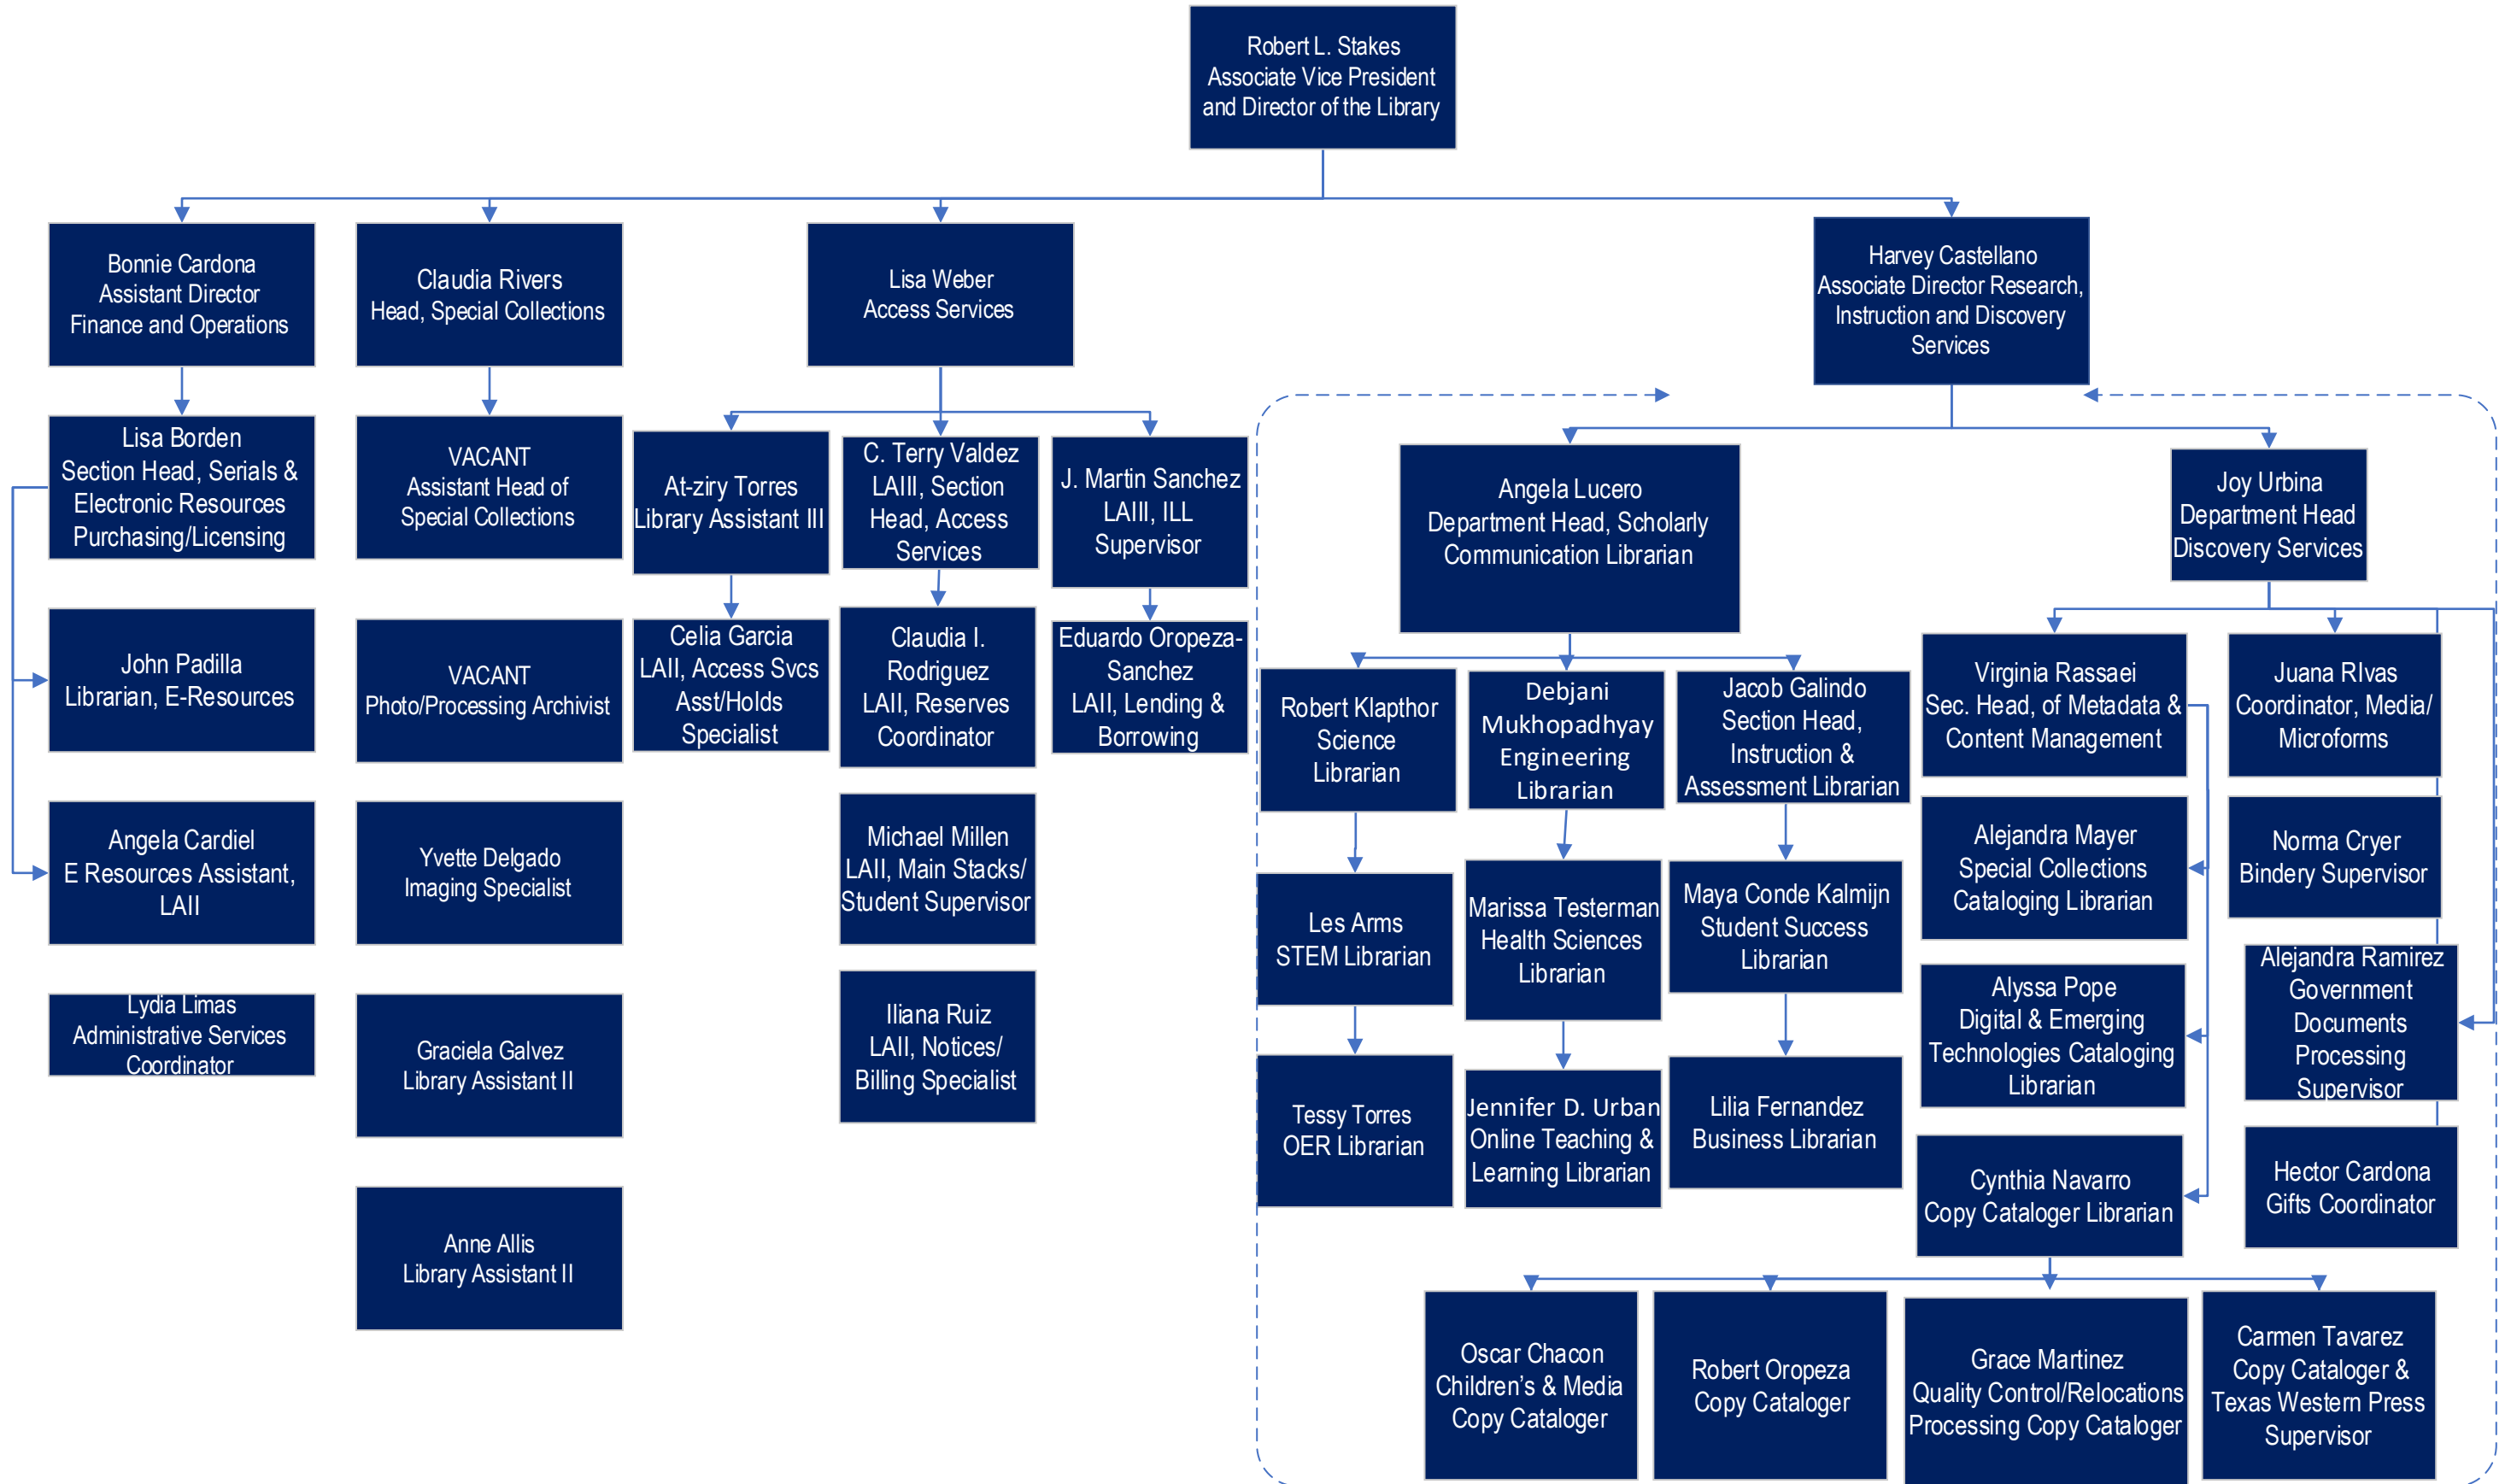 Robert L. Stakes
Associate Vice President
and Director of the Library
Bonnie Cardona
Assistant Director
Finance and Operations
Claudia Rivers
Head, Special Collections
Lisa Weber
Access Services
Harvey Castellano
Associate Director Research,
Instruction and Discovery
Services
Lisa Borden
Section Head, Serials &
Electronic Resources
Purchasing/Licensing
VACANT
Assistant Head of
Special Collections
At-ziry Torres
Library Assistant III
C. Terry Valdez
LAIII, Section
Head, Access
Services
J. Martin Sanchez
LAIII, ILL
Supervisor
Angela Lucero
Department Head, Scholarly
Communication Librarian
Joy Urbina
Department Head
Discovery Services
John Padilla
Librarian, E-Resources
VACANT
Photo/Processing Archivist
Celia Garcia
LAII, Access Svcs
Asst/Holds
Specialist
Claudia I.
Rodriguez
LAII, Reserves
Coordinator
Eduardo Oropeza-
Sanchez
LAII, Lending &
Borrowing
Robert Klapthor
Science
Librarian
Debjani
Mukhopadhyay
Engineering
Librarian
Jacob Galindo
Section Head,
Instruction &
Assessment Librarian
Virginia Rassaei
Sec. Head, of Metadata &
Content Management
Juana RIvas
Coordinator, Media/
Microforms
Angela Cardiel
E Resources Assistant,
LAII
Yvette Delgado
Imaging Specialist
Michael Millen
LAII, Main Stacks/
Student Supervisor
Les Arms
STEM Librarian
Marissa Testerman
Health Sciences
Librarian
Maya Conde Kalmijn
Student Success
Librarian
Alejandra Mayer
Special Collections
Cataloging Librarian
Norma Cryer
Bindery Supervisor
Lydia Limas
Administrative Services
Coordinator
Graciela Galvez
Library Assistant II
Iliana Ruiz
LAII, Notices/
Billing Specialist
Tessy Torres
OER Librarian
Jennifer D. Urban
Online Teaching &
Learning Librarian
Lilia Fernandez
Business Librarian
Alyssa Pope
Digital & Emerging
Technologies Cataloging
Librarian
Alejandra Ramirez
Government
Documents
Processing
Supervisor
Anne Allis
Library Assistant II
Cynthia Navarro
Copy Cataloger Librarian
Hector Cardona
Gifts Coordinator
Oscar Chacon
Children’s & Media
Copy Cataloger
Robert Oropeza
Copy Cataloger
Grace Martinez
Quality Control/Relocations
Processing Copy Cataloger
Carmen Tavarez
Copy Cataloger &
Texas Western Press
Supervisor